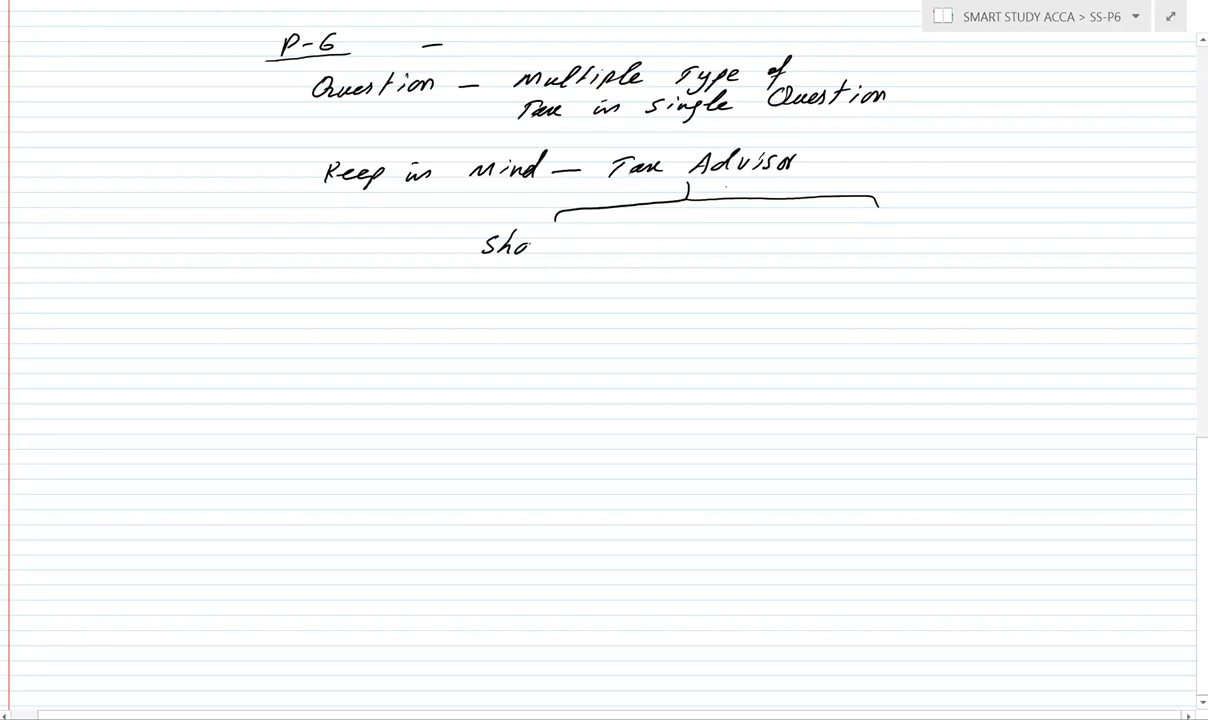 SMART STUDY ACCA > SS-P6
P-6 –
Question – Multiple Type of
Tax in single Question
Keep in Mind – Tax Advisor
Sho